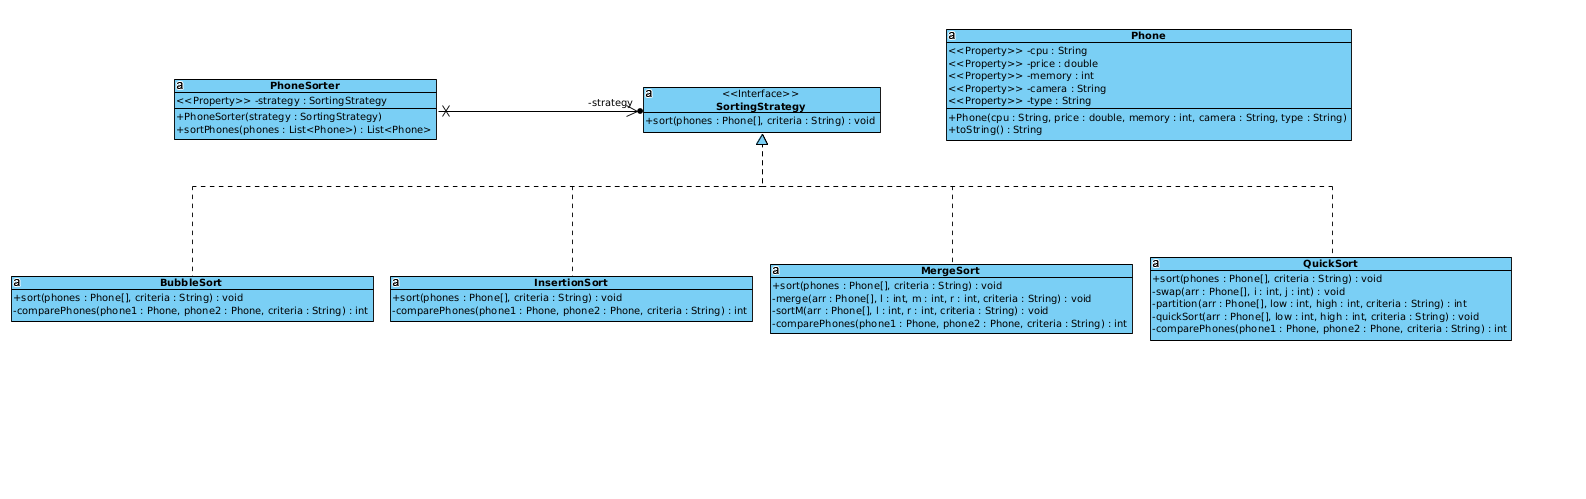 a
PhoneSorter
<<Property>> -strategy : SortingStrategy
+PhoneSorter(strategy : SortingStrategy)
+sortPhones(phones : List<Phone>) : List<Phone>
-strategy
a
<<Interface>>
SortingStrategy
+sort(phones : Phone[], criteria : String) : void
a
Phone
<<Property>> -cpu : String
<<Property>> -price : double
<<Property>> -memory : int
<<Property>> -camera : String
<<Property>> -type : String
+Phone(cpu : String, price : double, memory : int, camera : String, type : String)
+toString() : String
a
BubbleSort
+sort(phones : Phone[], criteria : String) : void
-comparePhones(phone1 : Phone, phone2 : Phone, criteria : String) : int
a
InsertionSort
+sort(phones : Phone[], criteria : String) : void
-comparePhones(phone1 : Phone, phone2 : Phone, criteria : String) : int
a
MergeSort
+sort(phones : Phone[], criteria : String) : void
-merge(arr : Phone[], l : int, m : int, r : int, criteria : String) : void
-sortM(arr : Phone[], l : int, r : int, criteria : String) : void
-comparePhones(phone1 : Phone, phone2 : Phone, criteria : String) : int
a
QuickSort
+sort(phones : Phone[], criteria : String) : void
-swap(arr : Phone[], i : int, j : int) : void
-partition(arr : Phone[], low : int, high : int, criteria : String) : int
-quickSort(arr : Phone[], low : int, high : int, criteria : String) : void
-comparePhones(phone1 : Phone, phone2 : Phone, criteria : String) : int